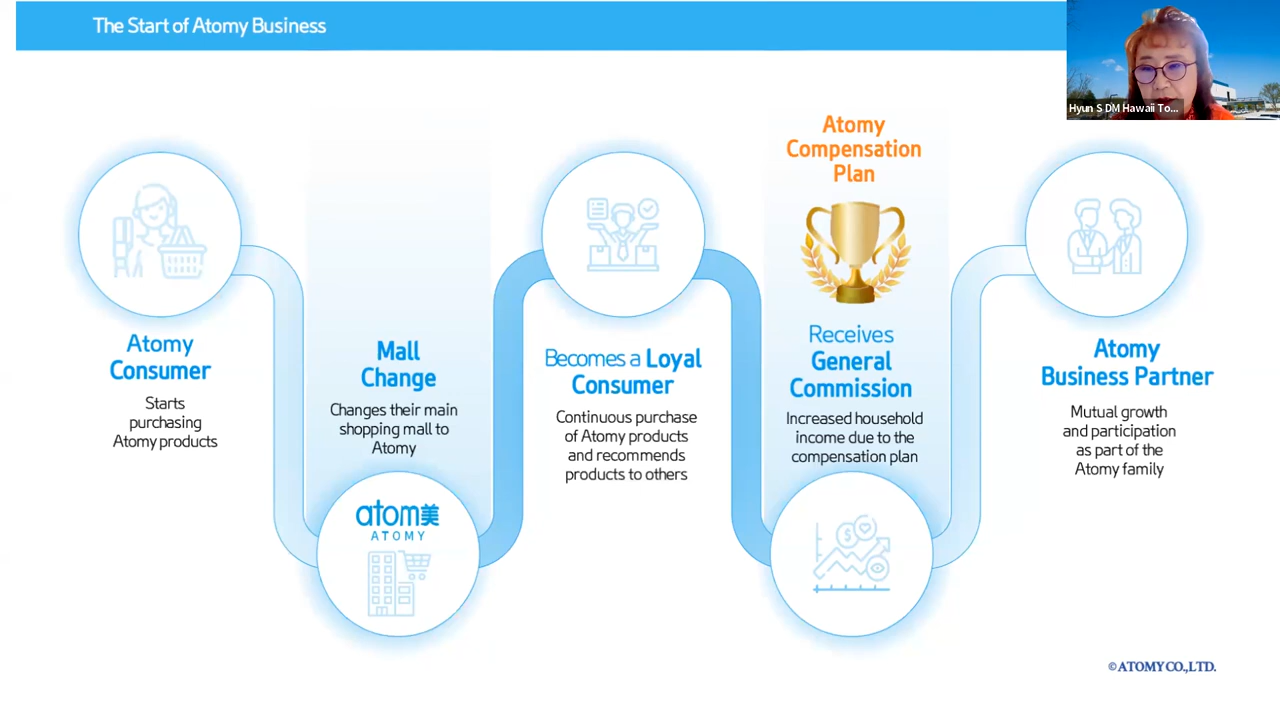 The Start of Atomy Business
Hyun S DM Hawaii To...
Atomy
Consumer
Starts
purchasing
Atomy products
Mall
Change
Changes their main
shopping mall to
Atomy
atom美
ATOMY
Becomes a Loyal
Consumer
Continuous purchase
of Atomy products
and recommends
products to others
Atomy
Compensation
Plan
Receives
General
Commission
Increased household
income due to the
compensation plan
$
Atomy
Business Partner
Mutual growth
and participation
as part of the
Atomy family
©ATOMY CO.,LTD.